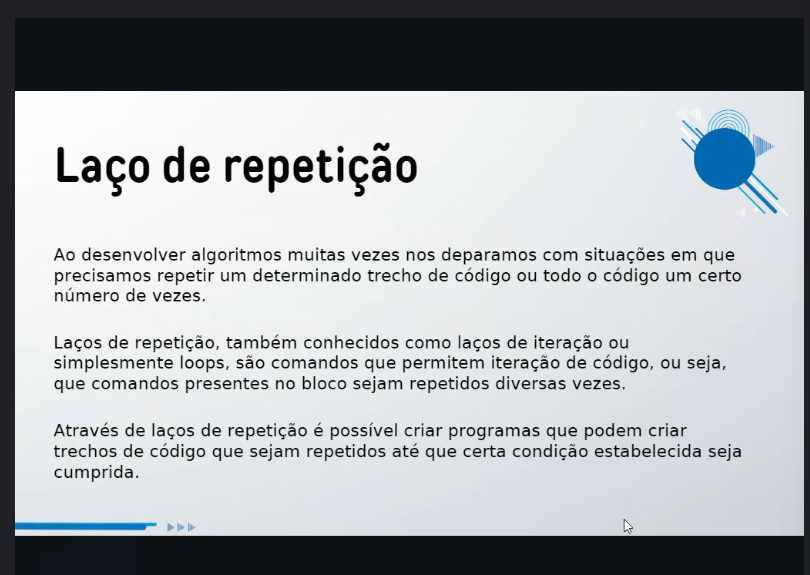 Laço de repetição
Ao desenvolver algoritmos muitas vezes nos deparamos com situações em que
precisamos repetir um determinado trecho de código ou todo o código um certo
número de vezes.
Laços de repetição, também conhecidos como laços de iteração ou
simplesmente loops, são comandos que permitem iteração de código, ou seja,
que comandos presentes no bloco sejam repetidos diversas vezes.
Através de laços de repetição é possível criar programas que podem criar
trechos de código que sejam repetidos até que certa condição estabelecida seja
cumprida.